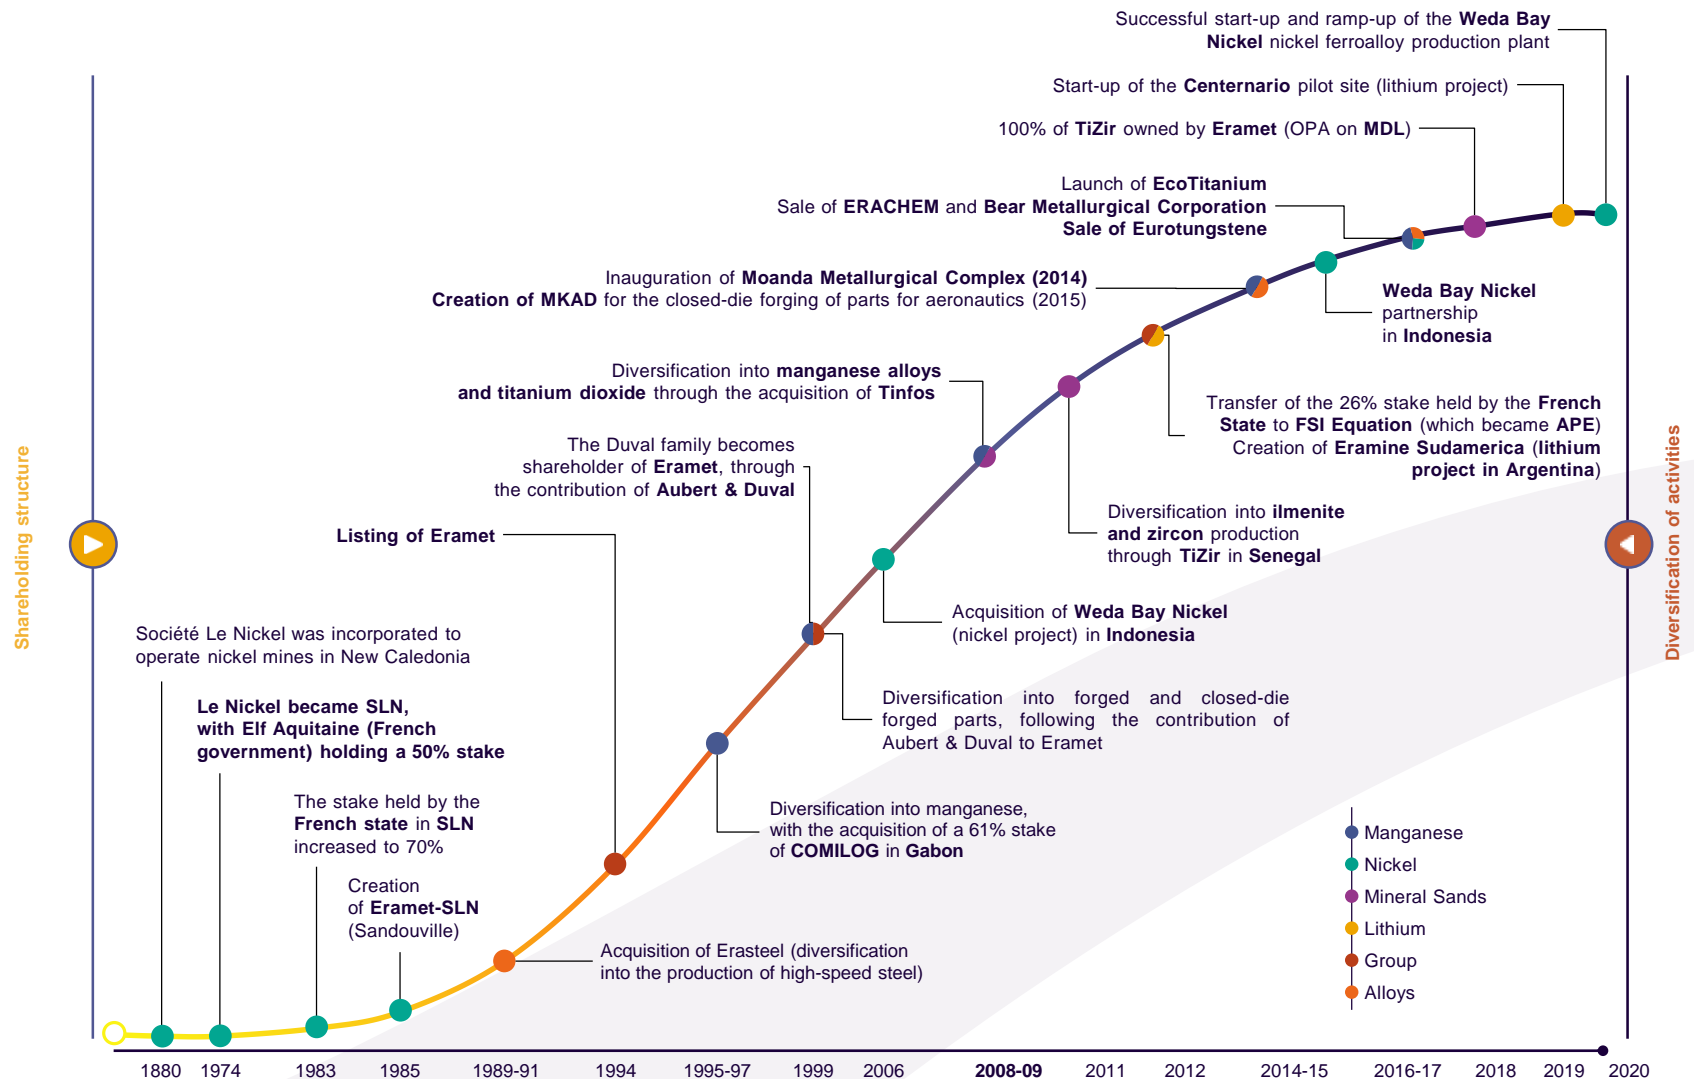 Successful start-up and ramp-up of the Weda Bay
Nickel nickel ferroalloy production plant
Start-up of the Centernario pilot site (lithium project)
100% of TiZir owned by Eramet (OPA on MDL)
Launch of EcoTitanium
Sale of ERACHEM and Bear Metallurgical Corporation
Sale of Eurotungstene
Inauguration of Moanda Metallurgical Complex (2014)
Creation of MKAD for the closed-die forging of parts for aeronautics (2015)
Weda Bay Nickel
partnership
in Indonesia
Diversification into manganese alloys
and titanium dioxide through the acquisition of Tinfos
Transfer of the 26% stake held by the French
State to FSI Equation (which became APE)
Creation of Eramine Sudamerica (lithium
project in Argentina)
The Duval family becomes
shareholder of Eramet, through
the contribution of Aubert & Duval
Diversification into ilmenite
and zircon production
through TiZir in Senegal
Listing of Eramet
Shareholding structure
Diversification of activities
Acquisition of Weda Bay Nickel
(nickel project) in Indonesia
Société Le Nickel was incorporated to
operate nickel mines in New Caledonia
Le Nickel became SLN,
with Elf Aquitaine (French
government) holding a 50% stake
Diversification into forged and closed-die
forged parts, following the contribution of
Aubert & Duval to Eramet
The stake held by the
French state in SLN
increased to 70%
Diversification into manganese,
with the acquisition of a 61% stake
of COMILOG in Gabon
Creation
of Eramet-SLN
(Sandouville)
Acquisition of Erasteel (diversification
into the production of high-speed steel)
Manganese
Nickel
Mineral Sands
Lithium
Group
Alloys
1880 1974 1983 1985 1989-91 1994 1995-97 1999 2006 2008-09 2011 2012 2014-15 2016-17 2018 2019 2020